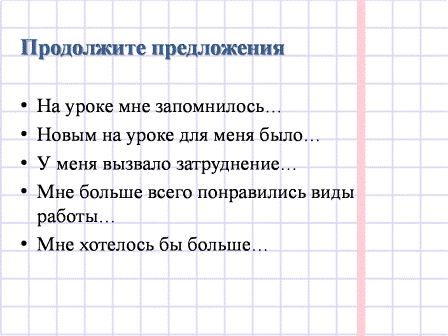 Продолжите предложения
• На уроке мне запомнилось…
• Новым на уроке для меня было…
• У меня вызвало затруднение…
• Мне больше всего понравились виды
работы…
• Мне хотелось бы больше…